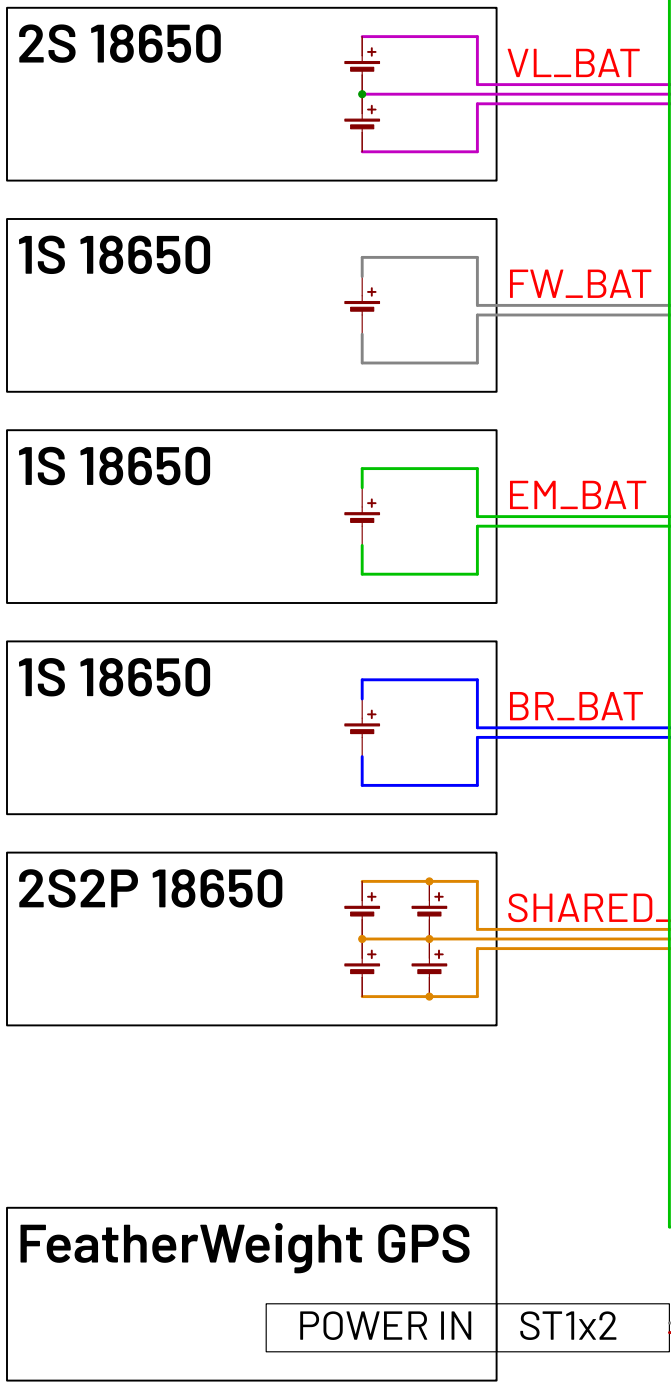 2S 18650
VL_BAT
1S 18650
FW_BAT
1S 18650
EM_BAT
1S 18650
BR_BAT
2S2P 18650
SHARED_
FeatherWeight GPS
POWER IN
ST1x2